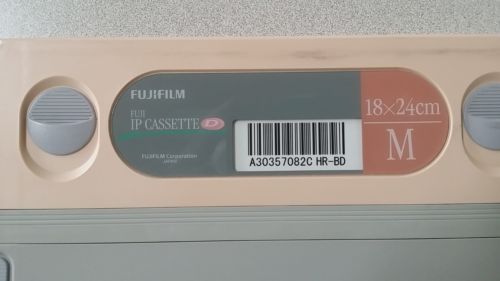 FUJIFILM
FUJI
IP CASSETTE D
FUJIFILM Corporation
JAPAN
A30357082C HR-BD
18×24cm
M